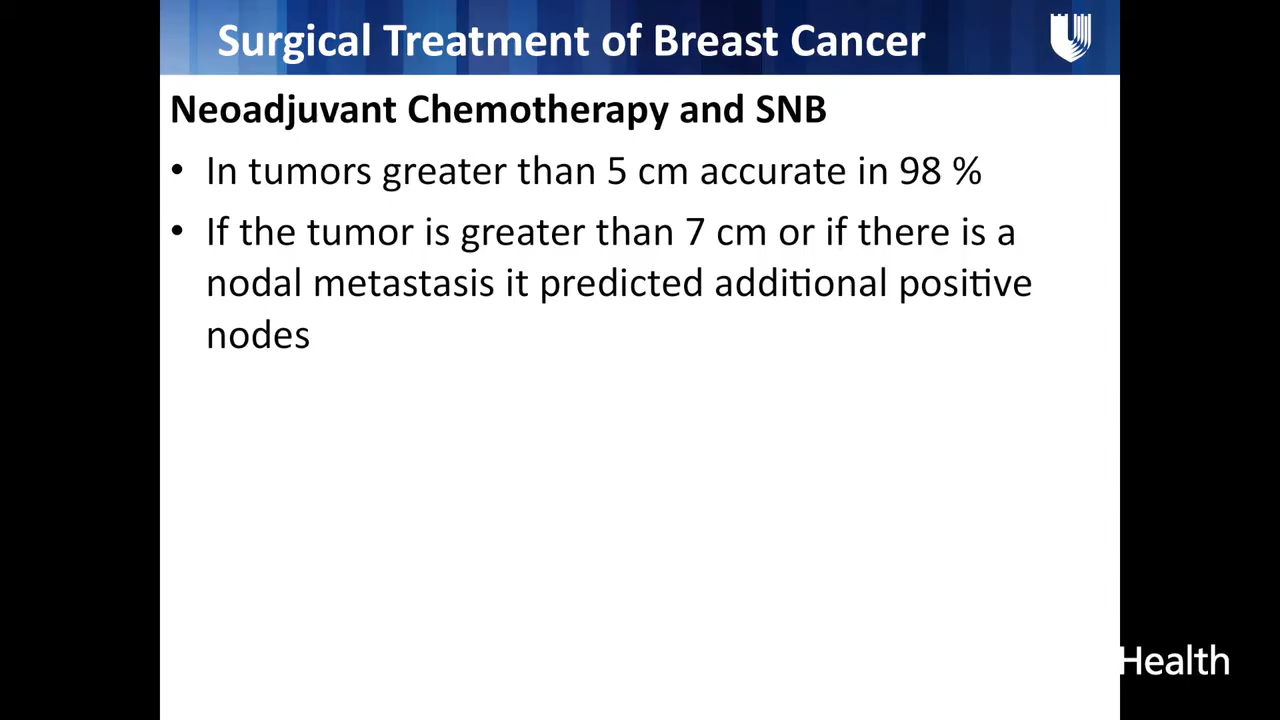 Surgical Treatment of Breast Cancer
Neoadjuvant Chemotherapy and SNB
• In tumors greater than 5 cm accurate in 98 %
• If the tumor is greater than 7 cm or if there is a
nodal metastasis it predicted additional positive
nodes
Health